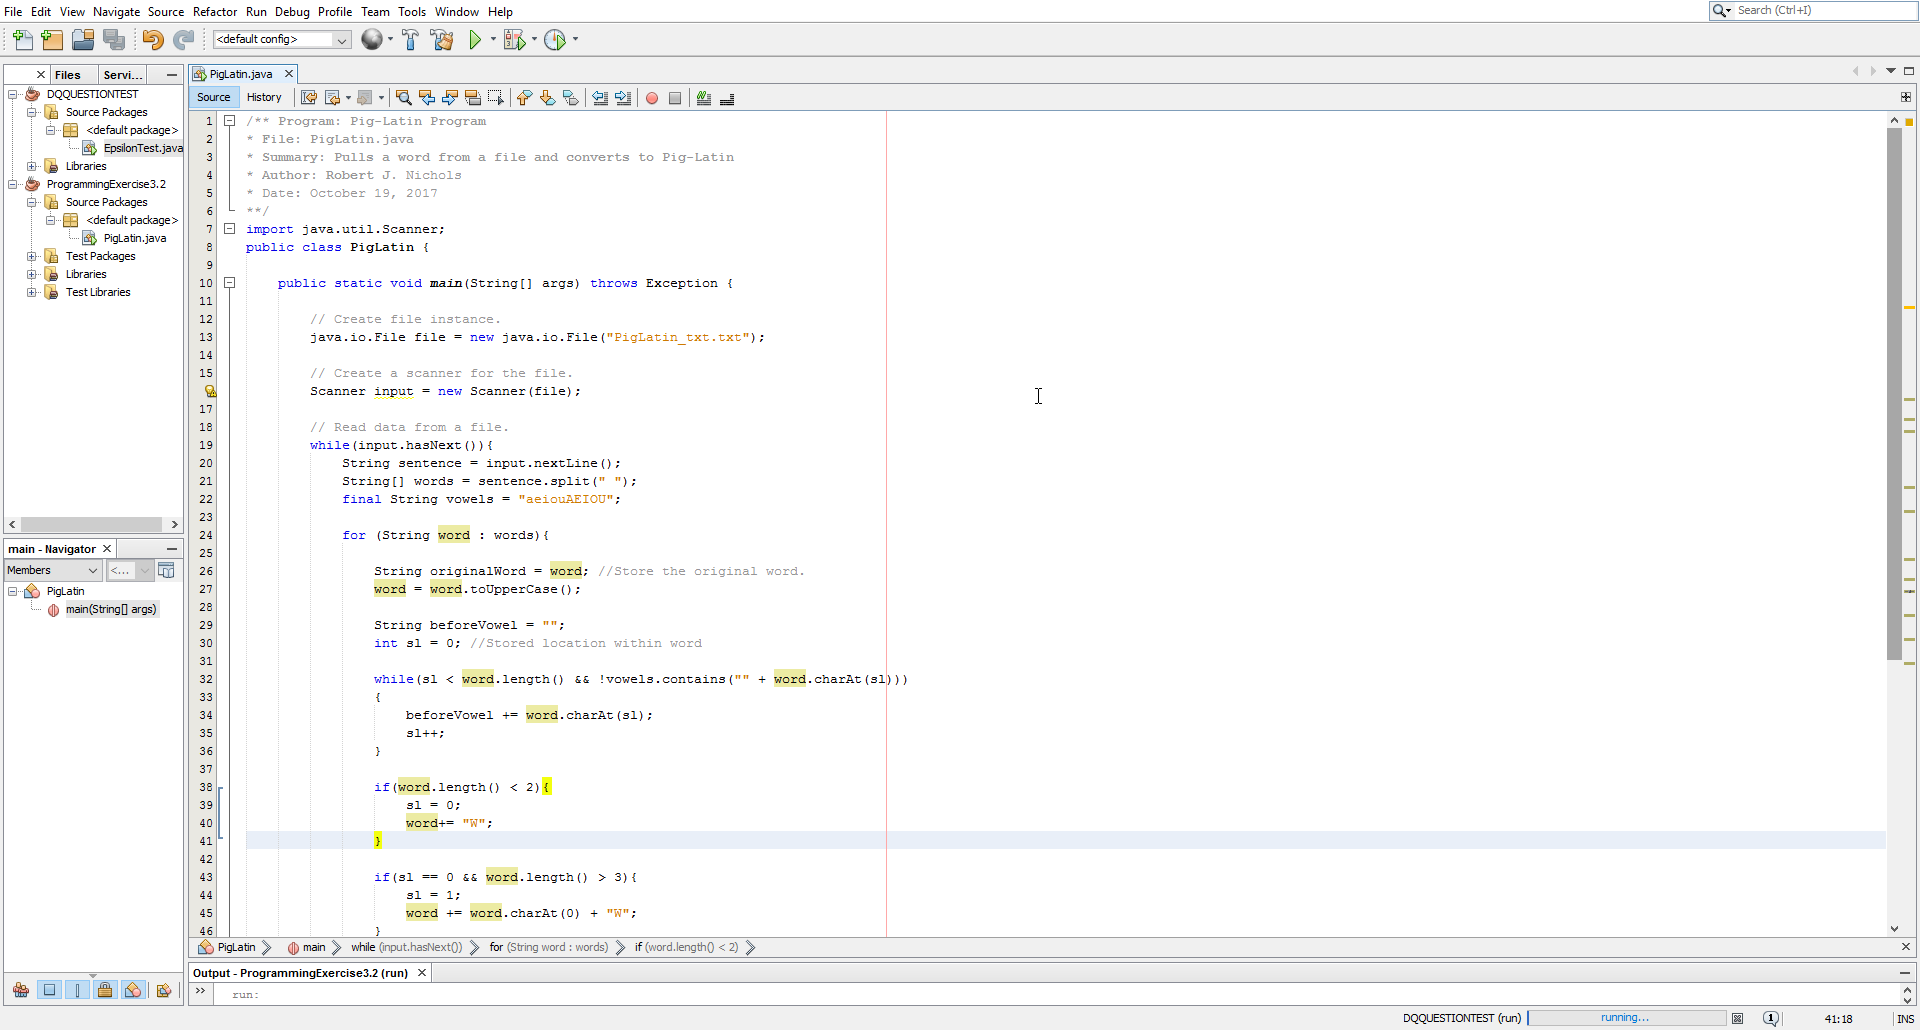 File Edit View Navigate Source Refactor Run Debug Profile Team Tools Window Help
Search (Ctrl+I)
<default config>
Files Servi...
PigLatin.java
Source History
DQQUESTIONTEST
Source Packages
<default package>
EpsilonTest.java
Libraries
ProgrammingExercise3.2
Source Packages
<default package>
PigLatin.java
Test Packages
Libraries
Test Libraries
main - Navigator
Members <...
PigLatin
main(String[] args)
1 /** Program: Pig-Latin Program
2 * File: PigLatin.java
3 * Summary: Pulls a word from a file and converts to Pig-Latin
4 * Author: Robert J. Nichols
5 * Date: October 19, 2017
6 **/
7 import java.util.Scanner;
8 public class PigLatin {
9
10 public static void main(String[] args) throws Exception {
11
12 // Create file instance.
13 java.io.File file = new java.io.File("PigLatin_txt.txt");
14
15 // Create a scanner for the file.
Scanner input = new Scanner(file);
17
18 // Read data from a file.
19 while(input.hasNext()){
20 String sentence = input.nextLine();
21 String[] words = sentence.split(" ");
22 final String vowels = "aeiouAEIOU";
23
24 for (String word : words){
25
26 String originalWord = word; //Store the original word.
27 word = word.toUpperCase();
28
29 String beforeVowel = "";
30 int sl = 0; //Stored location within word
31
32 while(sl < word.length() && !vowels.contains("" + word.charAt(sl)))
33 {
34 beforeVowel += word.charAt(sl);
35 sl++;
36 }
37
38 if(word.length() < 2){
39 sl = 0;
40 word+= "W";
41 }
42
43 if(sl == 0 && word.length() > 3){
44 sl = 1;
45 word += word.charAt(0) + "W";
46 }
PigLatin main while (input.hasNext()) for (String word : words) if (word.length() < 2)
Output - ProgrammingExercise3.2 (run)
run:
DQQUESTIONTEST (run) running... 1 41:18 INS